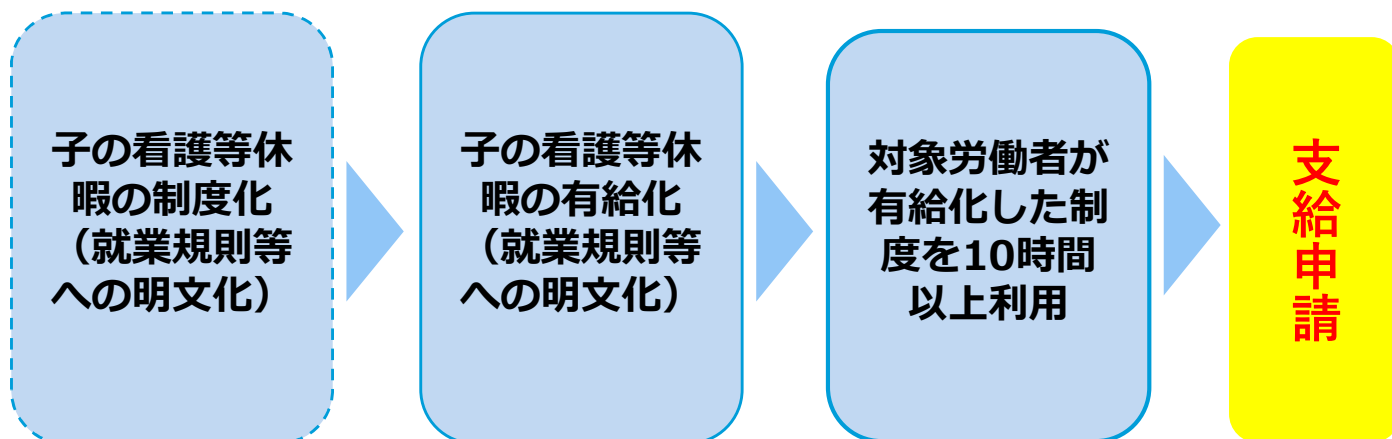 子の看護等休
暇の制度化
（就業規則等
への明文化）
子の看護等休
暇の有給化
（就業規則等
への明文化）
対象労働者が
有給化した制
度を10時間
以上利用
支給申請